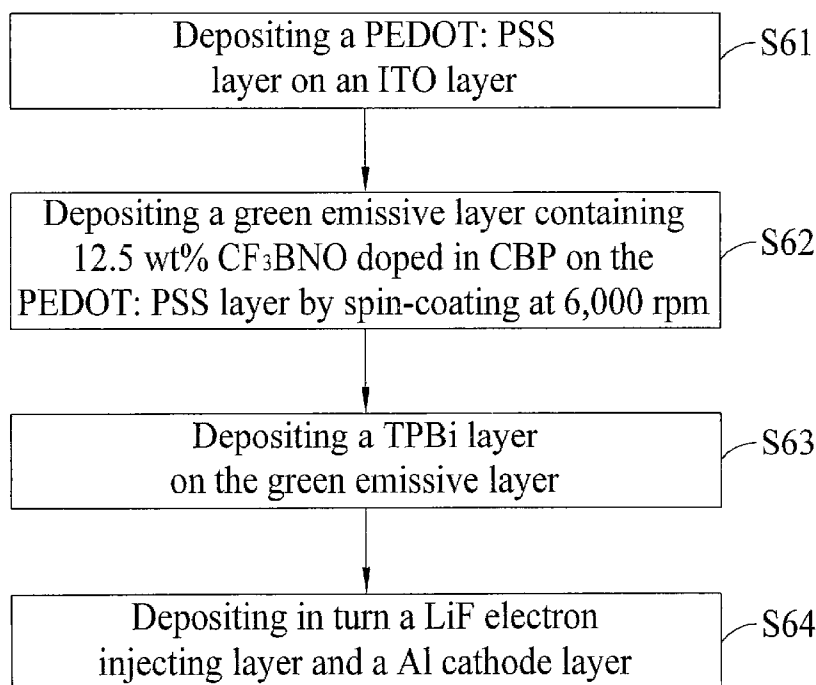 Depositing a PEDOT: PSS
layer on an ITO layer
S61
Depositing a green emissive layer containing
12.5 wt% CF₃BNO doped in CBP on the
PEDOT: PSS layer by spin-coating at 6,000 rpm
S62
Depositing a TPBi layer
on the green emissive layer
S63
Depositing in turn a LiF electron
injecting layer and a Al cathode layer
S64